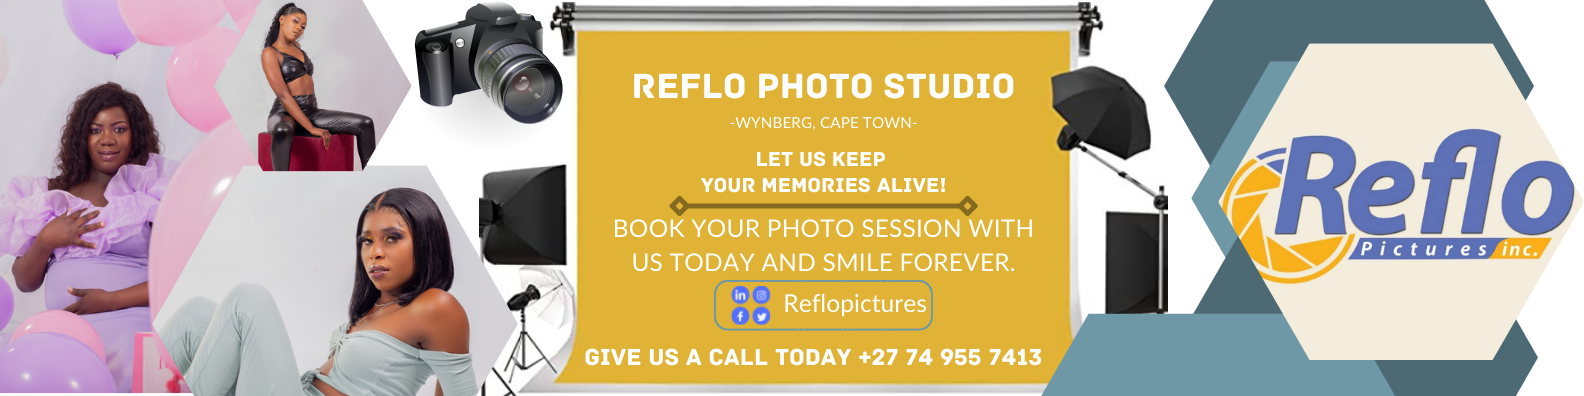 REFLO PHOTO STUDIO
-WYNBERG, CAPE TOWN-
LET US KEEP
YOUR MEMORIES ALIVE!
BOOK YOUR PHOTO SESSION WITH
US TODAY AND SMILE FOREVER.
Reflopictures
GIVE US A CALL TODAY +27 74 955 7413
Reflo
Pictures inc.